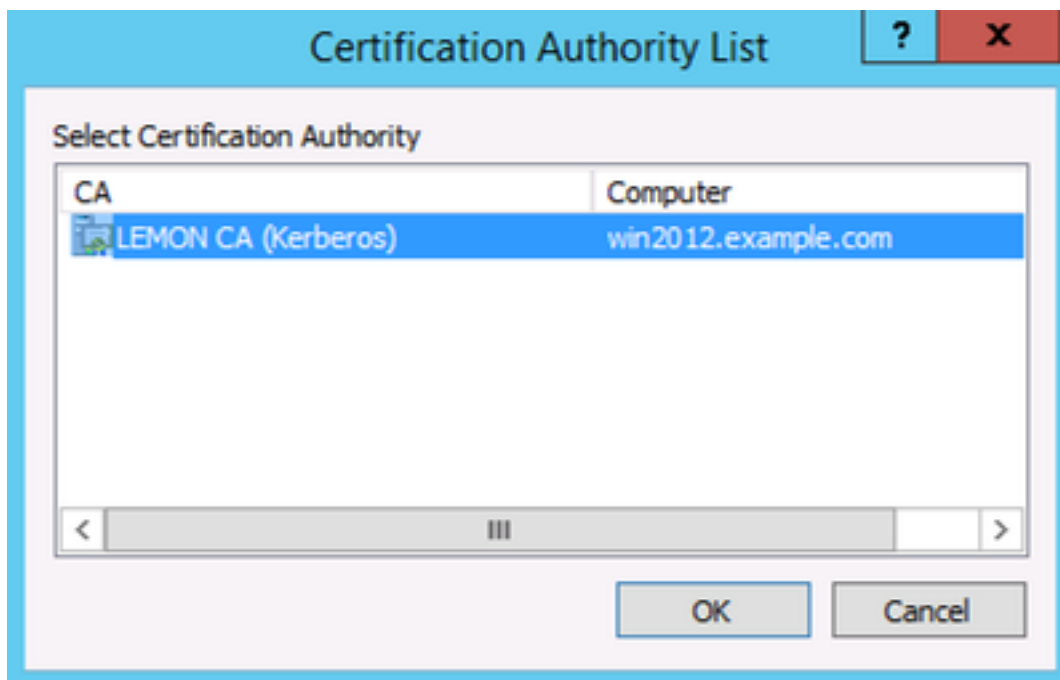 Certification Authority List
? x
Select Certification Authority
CA Computer
LEMON CA (Kerberos) win2012.example.com
OK Cancel